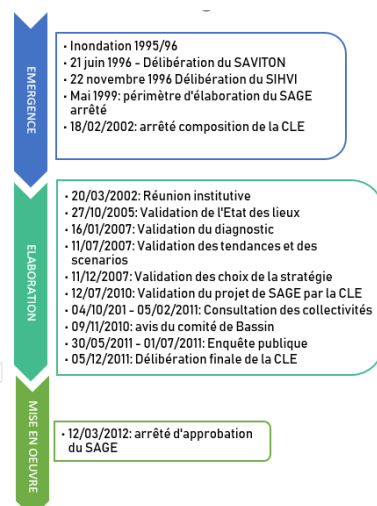 EMERGENCE
• Inondation 1995/96
• 21 juin 1996 - Délibération du SAVITON
• 22 novembre 1996 Délibération du SIHVI
• Mai 1999: périmètre d'élaboration du SAGE
arrêté
• 18/02/2002: arrêté composition de la CLE
ELABORATION
• 20/03/2002: Réunion institutive
• 27/10/2005: Validation de l'Etat des lieux
• 16/01/2007: Validation du diagnostic
• 11/07/2007: Validation des tendances et des
scenarios
• 11/12/2007: Validation des choix de la stratégie
• 12/07/2010: Validation du projet de SAGE par la CLE
• 04/10/201 - 05/02/2011: Consultation des collectivités
• 09/11/2010: avis du comité de Bassin
• 30/05/2011 - 01/07/2011: Enquête publique
• 05/12/2011: Délibération finale de la CLE
MISE EN OEUVRE
• 12/03/2012: arrêté d'approbation
du SAGE